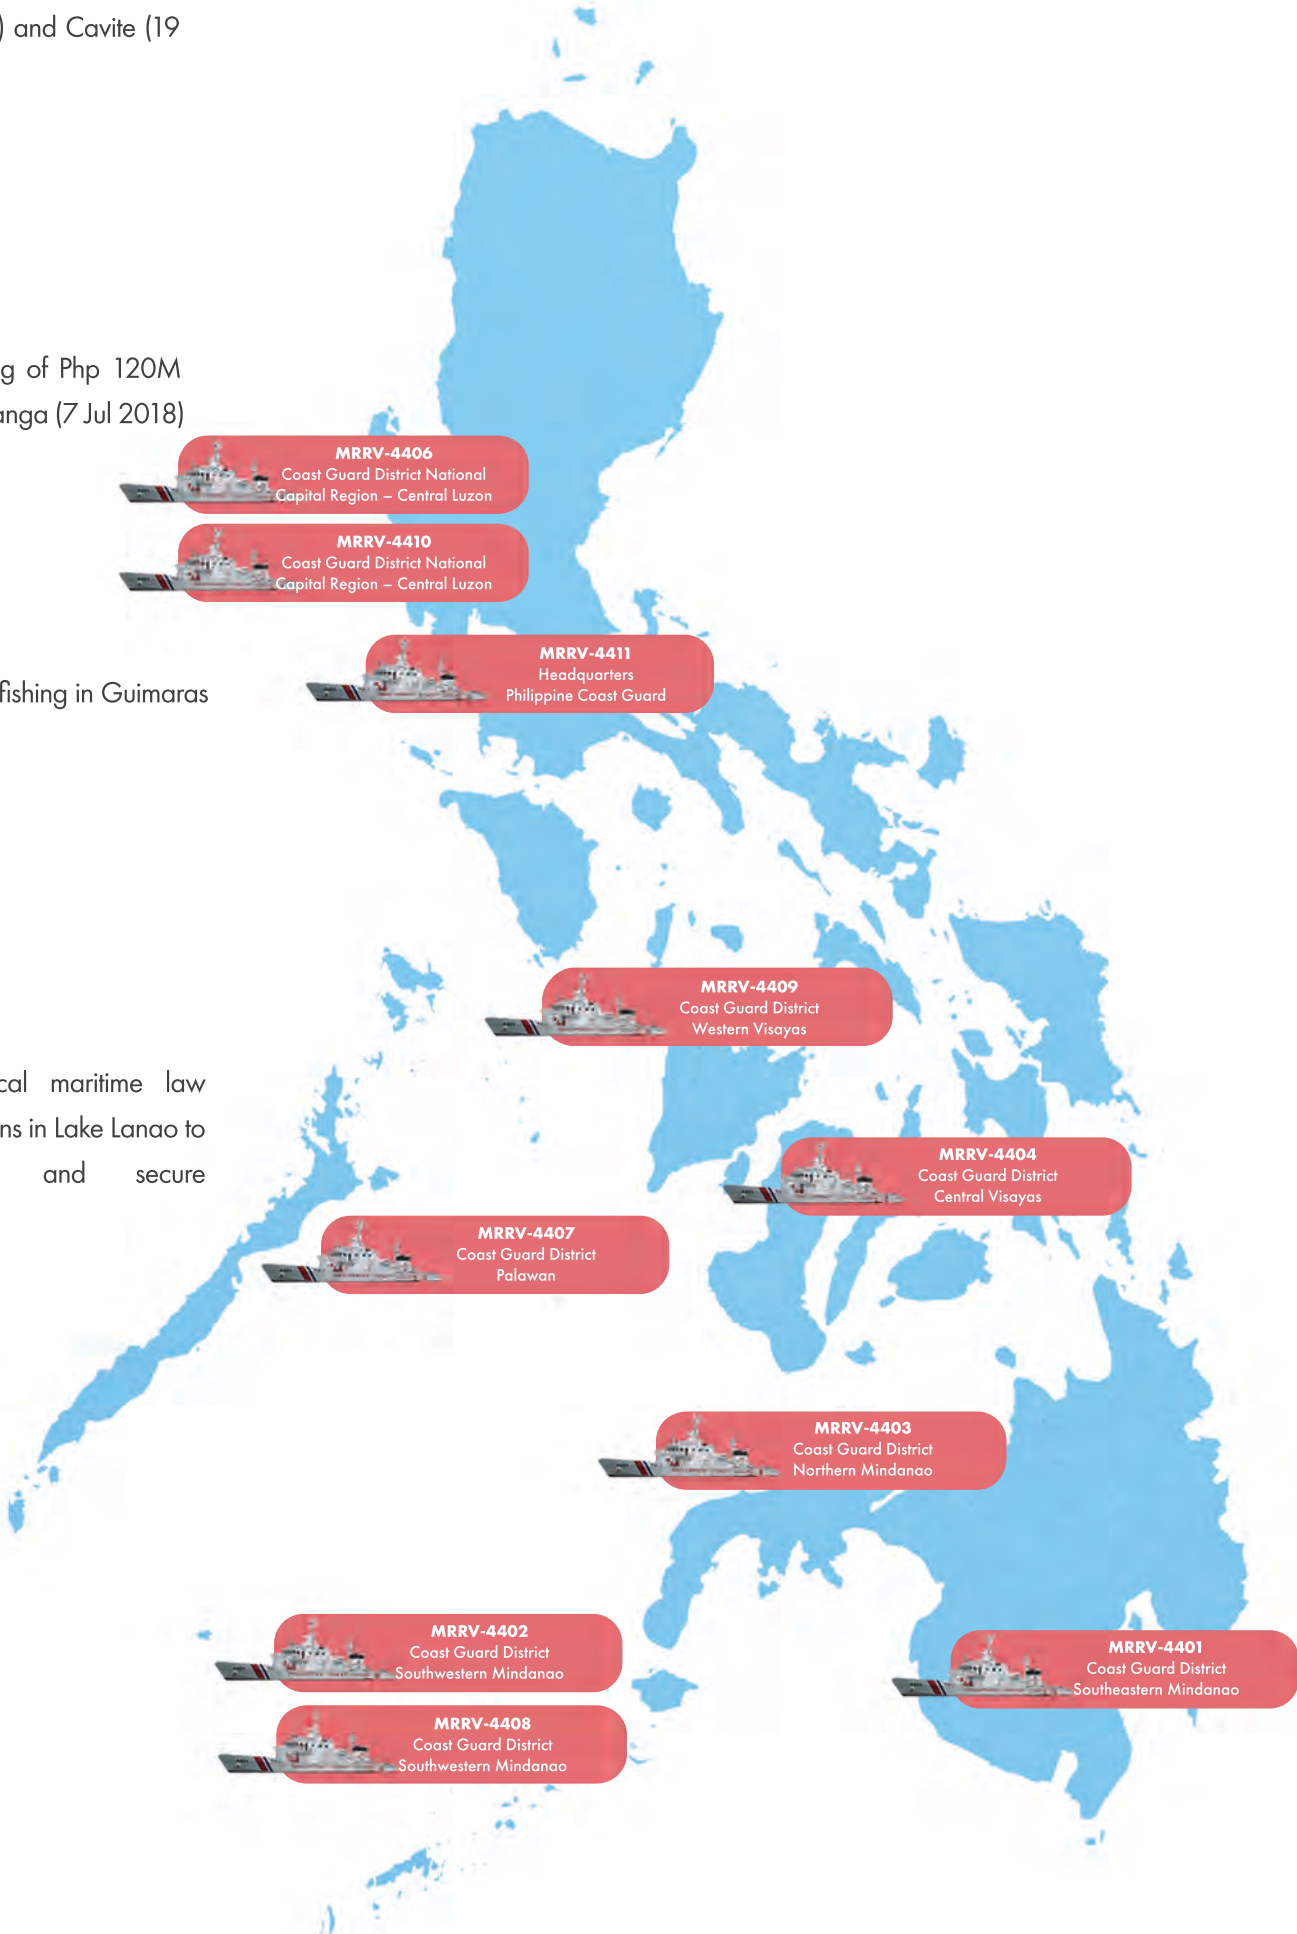 ) and Cavite (19
g of Php 120M
anga (7 Jul 2018)
fishing in Guimaras
cal maritime law
ns in Lake Lanao to
and secure
MRRV-4406
Coast Guard District National
Capital Region – Central Luzon
MRRV-4410
Coast Guard District National
Capital Region – Central Luzon
MRRV-4411
Headquarters
Philippine Coast Guard
MRRV-4409
Coast Guard District
Western Visayas
MRRV-4404
Coast Guard District
Central Visayas
MRRV-4407
Coast Guard District
Palawan
MRRV-4403
Coast Guard District
Northern Mindanao
MRRV-4402
Coast Guard District
Southwestern Mindanao
MRRV-4401
Coast Guard District
Southeastern Mindanao
MRRV-4408
Coast Guard District
Southwestern Mindanao